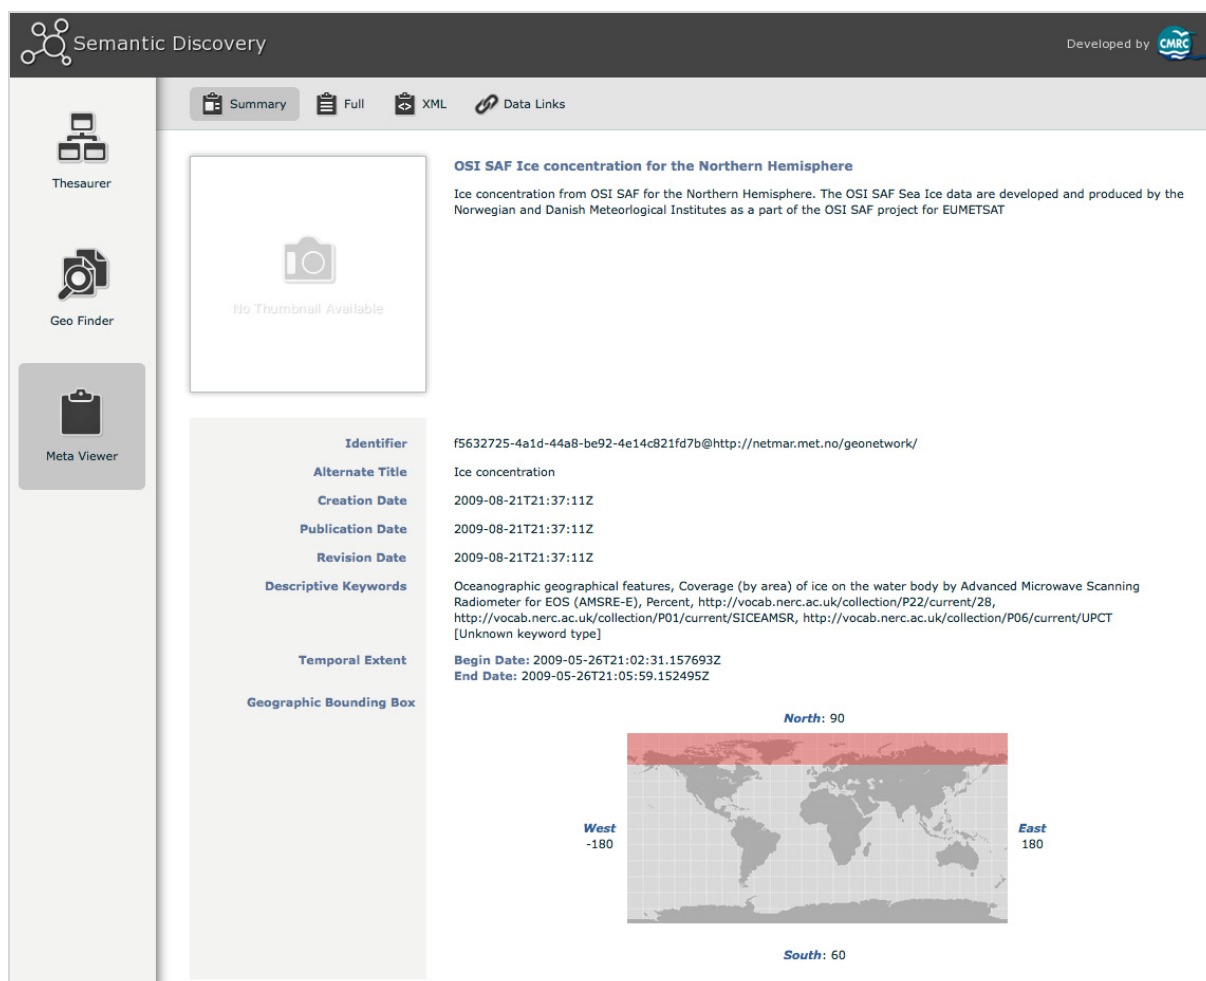 Semantic Discovery
Developed by CMRC
Summary Full XML Data Links
Thesaurer
Geo Finder
Meta Viewer
No Thumbnail Available
OSI SAF Ice concentration for the Northern Hemisphere
Ice concentration from OSI SAF for the Northern Hemisphere. The OSI SAF Sea Ice data are developed and produced by the
Norwegian and Danish Meteorlogical Institutes as a part of the OSI SAF project for EUMETSAT
Identifier f5632725-4a1d-44a8-be92-4e14c821fd7b@http://netmar.met.no/geonetwork/
Alternate Title Ice concentration
Creation Date 2009-08-21T21:37:11Z
Publication Date 2009-08-21T21:37:11Z
Revision Date 2009-08-21T21:37:11Z
Descriptive Keywords Oceanographic geographical features, Coverage (by area) of ice on the water body by Advanced Microwave Scanning
Radiometer for EOS (AMSRE-E), Percent, http://vocab.nerc.ac.uk/collection/P22/current/28,
http://vocab.nerc.ac.uk/collection/P01/current/SICEAMSR, http://vocab.nerc.ac.uk/collection/P06/current/UPCT
[Unknown keyword type]
Temporal Extent Begin Date: 2009-05-26T21:02:31.157693Z
End Date: 2009-05-26T21:05:59.152495Z
Geographic Bounding Box
North: 90
West
-180
East
180
South: 60